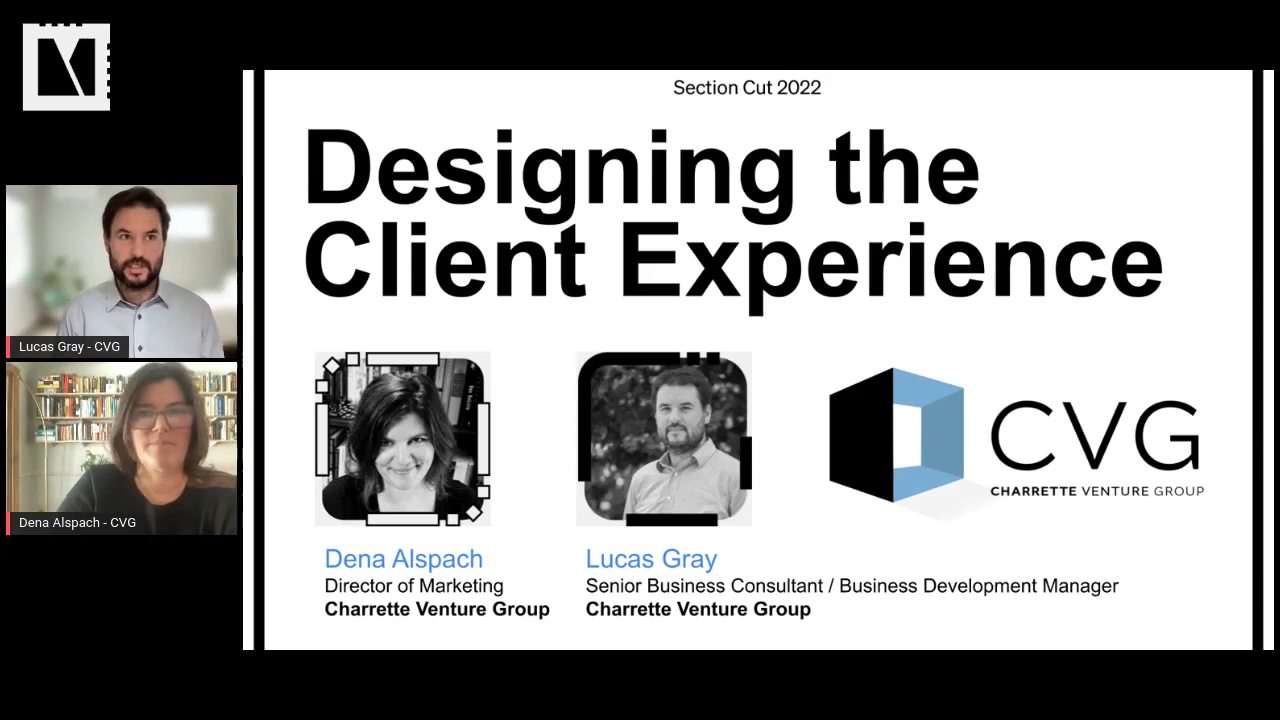 Section Cut 2022
Designing the
Client Experience
Lucas Gray - CVG
Dena Alspach - CVG
CVG
CHARRETTE VENTURE GROUP
Dena Alspach
Director of Marketing
Charrette Venture Group
Lucas Gray
Senior Business Consultant / Business Development Manager
Charrette Venture Group